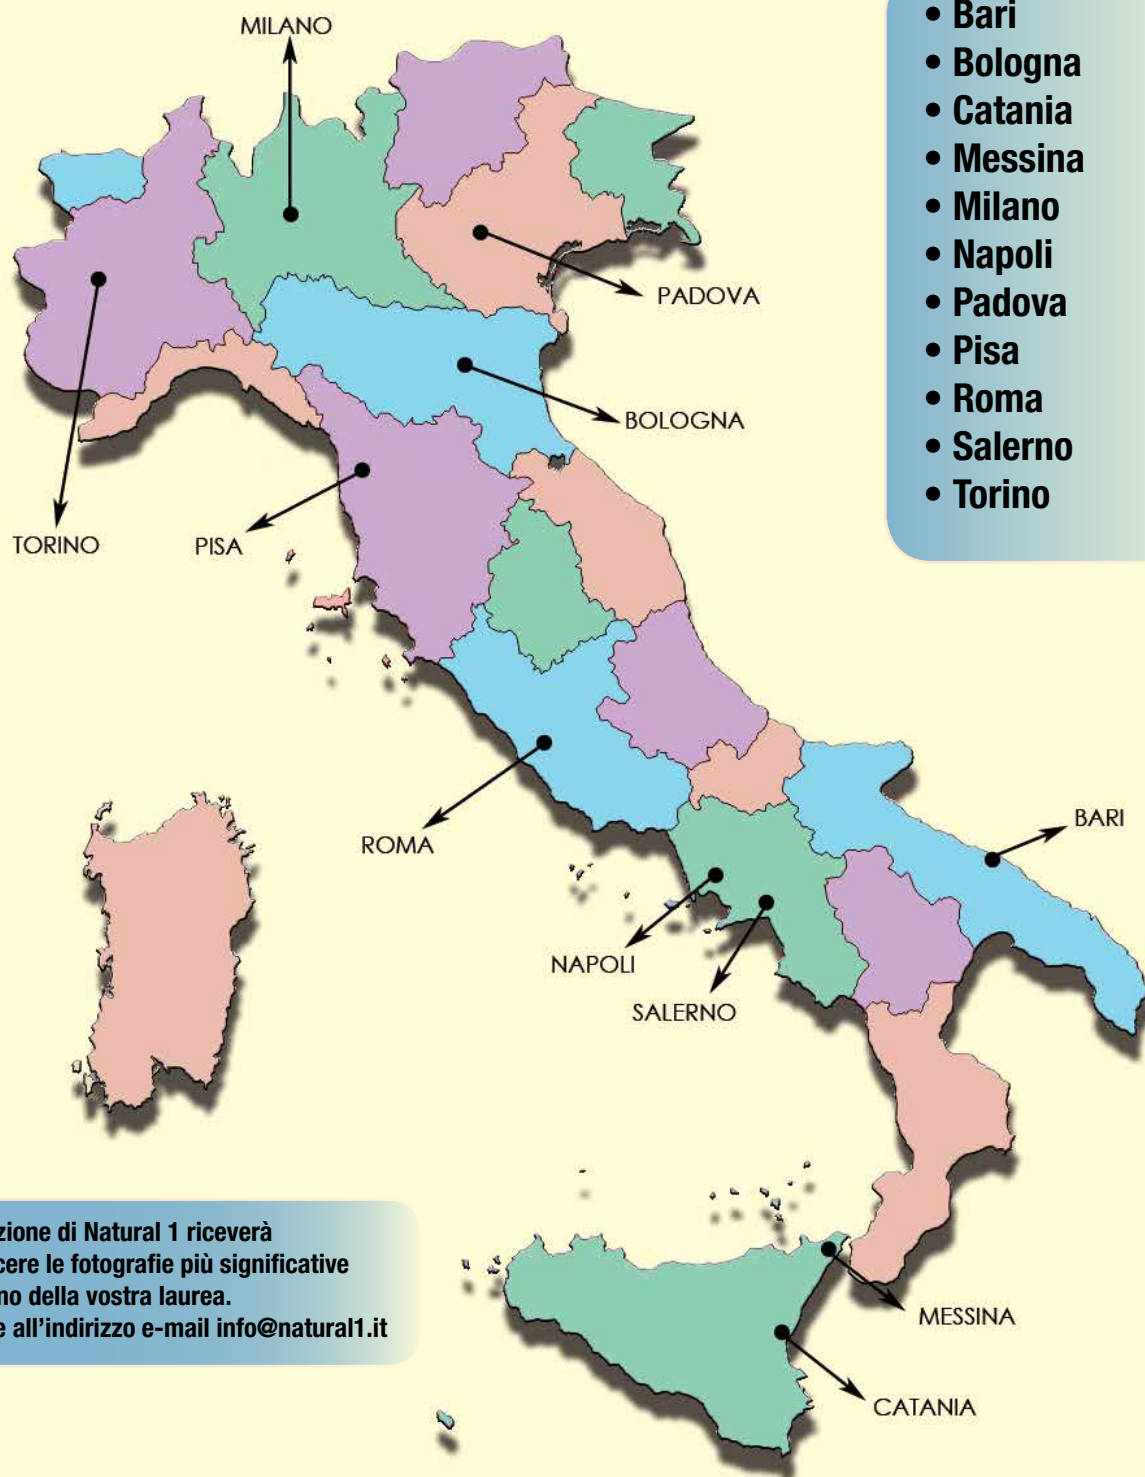 • Bari
• Bologna
• Catania
• Messina
• Milano
• Napoli
• Padova
• Pisa
• Roma
• Salerno
• Torino
MILANO
PADOVA
BOLOGNA
TORINO
PISA
ROMA
BARI
NAPOLI
SALERNO
MESSINA
CATANIA
zione di Natural 1 riceverà
cere le fotografie più significative
no della vostra laurea.
e all'indirizzo e-mail info@natural1.it